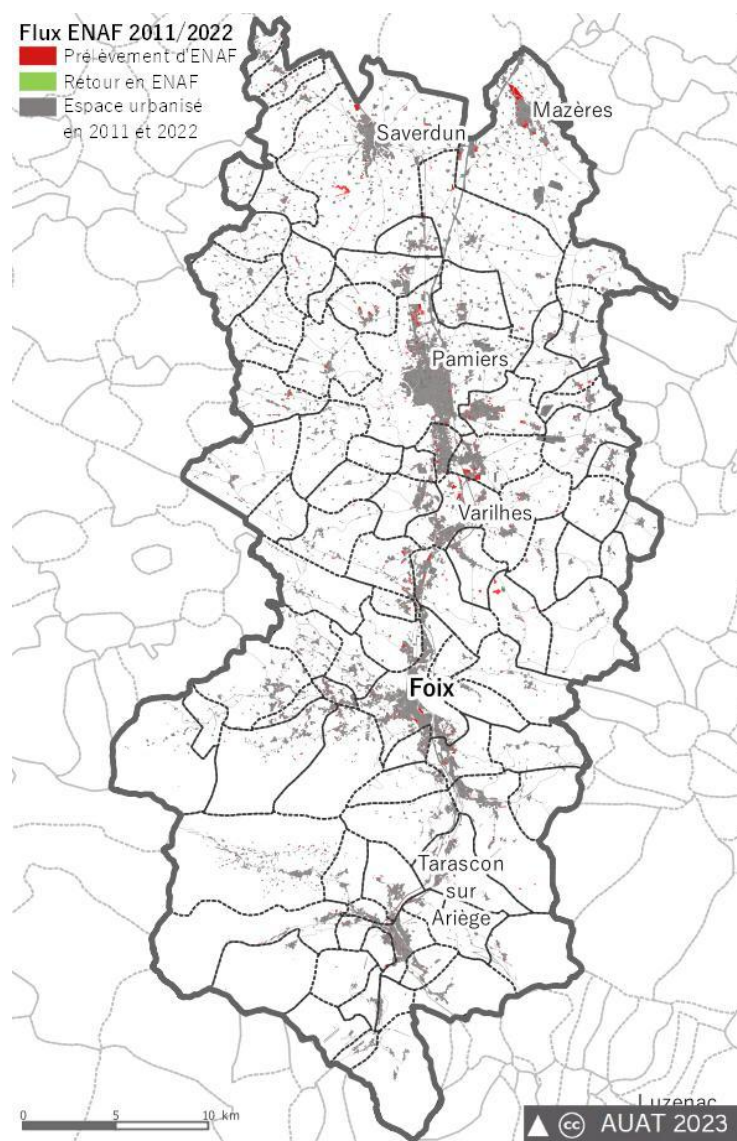 Flux ENAF 2011/2022
Prélèvement d'ENAF
Retour en ENAF
Espace urbanisé
en 2011 et 2022
Mazères
Saverdun
Pamiers
Varilhes
Foix
Tarascon
sur
Ariège
Luzenac
0 5 10 km
cc AUAT 2023